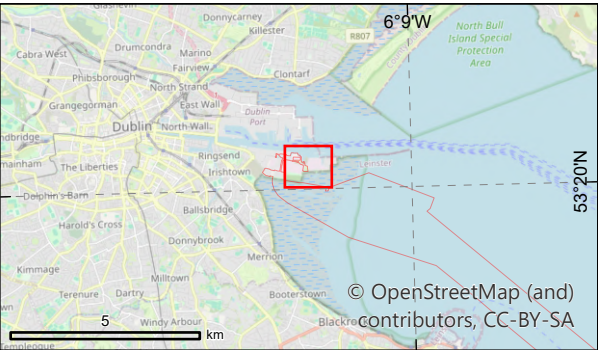 Donnycarney
Killester
6°9'W
North Bull
Island Special
Protection
Area
R807
Drumcondra
Marino
Cabra West
Fairview
Clontarf
Phibsborough
North Strand
Grangegorman
East Wall
Dublin
Port
Dublin
North Wall
mainham
The Liberties
Ringsend
Irishtown
Leinster
53°20'N
Dolphin's Barn
Ballsbridge
Harold's Cross
Donnybrook
Merrion
Kimmage
Milltown
Terenure
Dartry
Booterstown
© OpenStreetMap (and)
contributors, CC-BY-SA
5
km
Windy Arbour
Templeogue